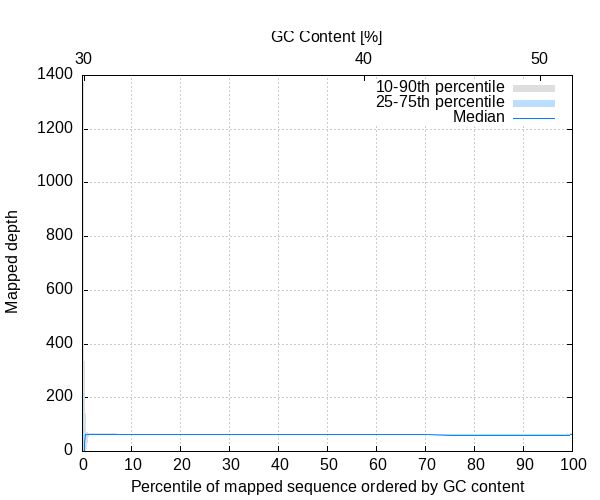 GC Content [%]
30 40 50
1400
1200
1000
800
600
400
200
0
10-90th percentile
25-75th percentile
Median
Mapped depth
0 10 20 30 40 50 60 70 80 90 100
Percentile of mapped sequence ordered by GC content